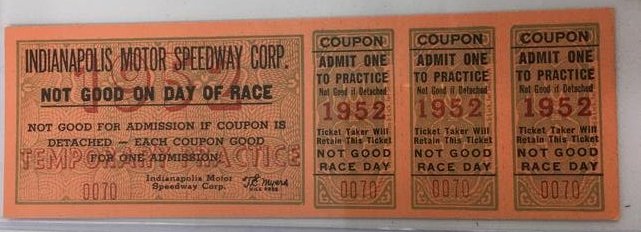 INDIANAPOLIS MOTOR SPEEDWAY CORP.
1952
NOT GOOD ON DAY OF RACE
NOT GOOD FOR ADMISSION IF COUPON IS
DETACHED — EACH COUPON GOOD
FOR ONE ADMISSION
TEMPORARY PRACTICE
0070
Indianapolis Motor
Speedway Corp.
T.E. Myers
COUPON
ADMIT ONE
TO PRACTICE
Not Good if Detached
1952
Ticket Taker Will
Retain This Ticket
NOT GOOD
RACE DAY
0070
COUPON
ADMIT ONE
TO PRACTICE
Not Good if Detached
1952
Ticket Taker Will
Retain This Ticket
NOT GOOD
RACE DAY
0070
COUPON
ADMIT ONE
TO PRACTICE
Not Good if Detached
1952
Ticket Taker Will
Retain This Ticket
NOT GOOD
RACE DAY
0070